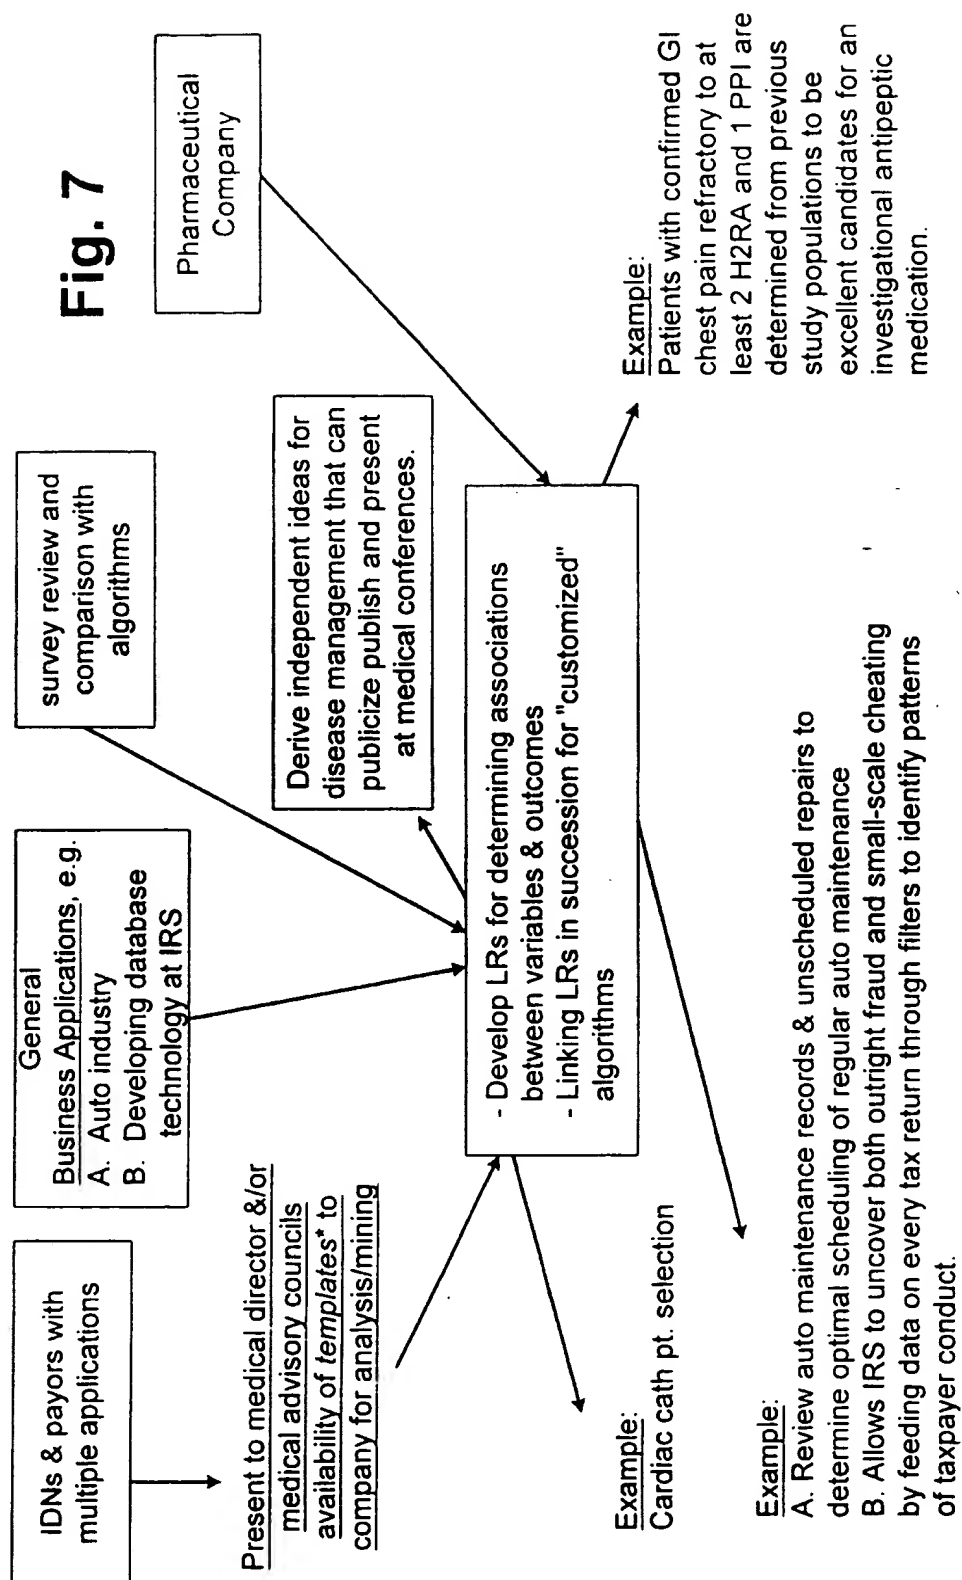 Fig. 7
IDNs & payors with
multiple applications
General
Business Applications, e.g.
A. Auto industry
B. Developing database
technology at IRS
survey review and
comparison with
algorithms
Pharmaceutical
Company
Present to medical director &/or
medical advisory councils
availability of templates* to
company for analysis/mining
Derive independent ideas for
disease management that can
publicize publish and present
at medical conferences.
- Develop LRs for determining associations
between variables & outcomes
- Linking LRs in succession for "customized"
algorithms
Example:
Cardiac cath pt. selection
Example:
Patients with confirmed GI
chest pain refractory to at
least 2 H2RA and 1 PPI are
determined from previous
study populations to be
excellent candidates for an
investigational antipeptic
medication.
Example:
A. Review auto maintenance records & unscheduled repairs to
determine optimal scheduling of regular auto maintenance
B. Allows IRS to uncover both outright fraud and small-scale cheating
by feeding data on every tax return through filters to identify patterns
of taxpayer conduct.